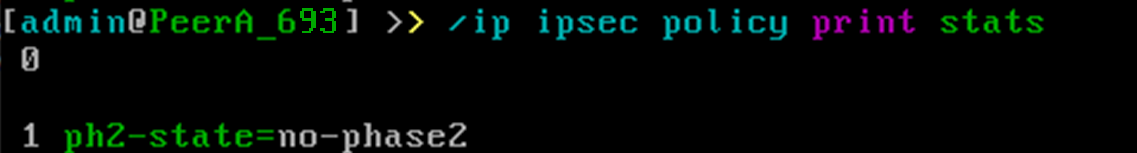 [admin@PeerA_693] >> /ip ipsec policy print stats
0
1 ph2-state=no-phase2